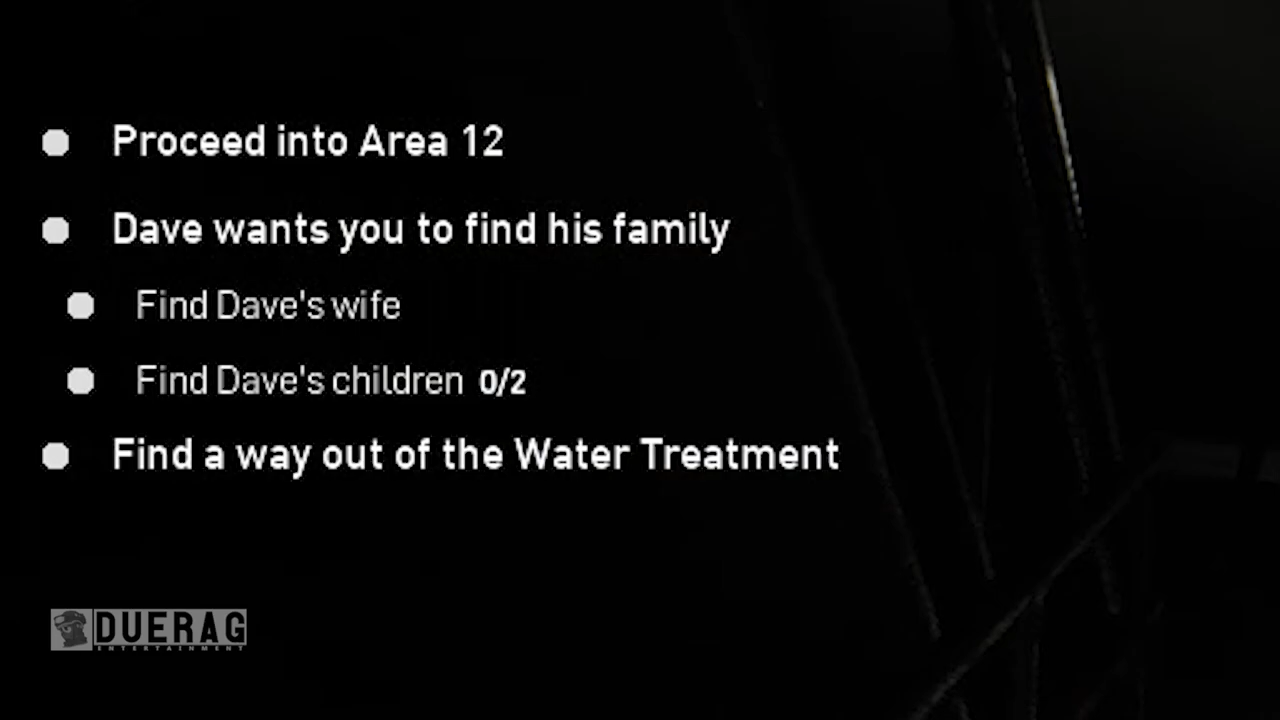 Proceed into Area 12
Dave wants you to find his family
Find Dave's wife
Find Dave's children 0/2
Find a way out of the Water Treatment
DUERAG
ENTERTAINMENT